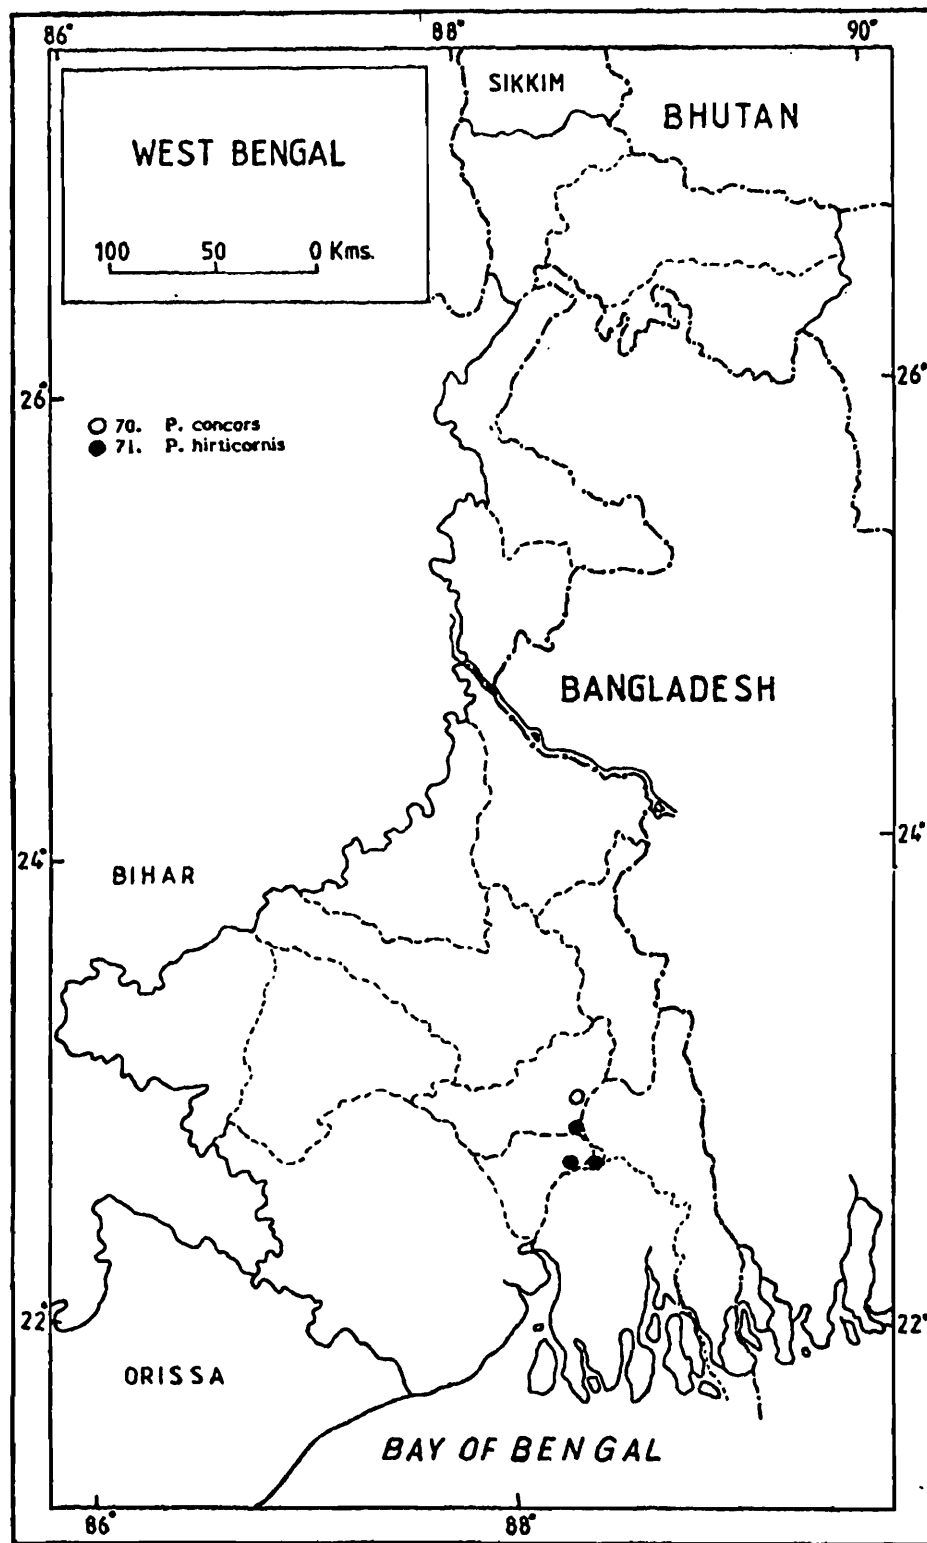 86° 88° 90°
SIKKIM
BHUTAN
WEST BENGAL
100 50 0 Kms.
26° 26°
70. P. concors
71. P. hirticornis
BANGLADESH
24° 24°
BIHAR
22° 22°
ORISSA
BAY OF BENGAL
86° 88°